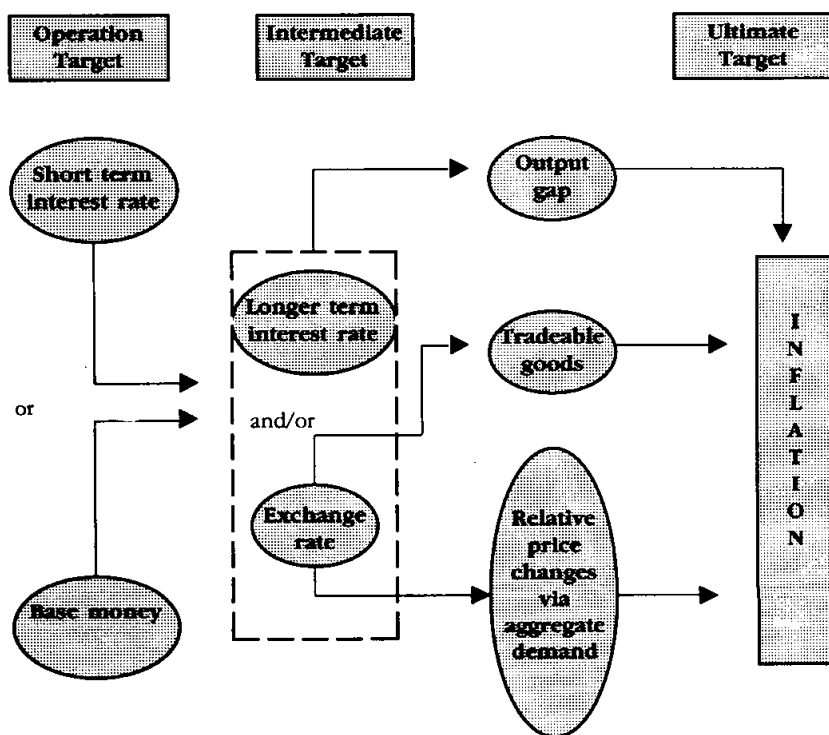 Operation
Target
Intermediate
Target
Ultimate
Target
Short term
interest rate
Output
gap
Longer term
interest rate
Tradeable
goods
or
and/or
Exchange
rate
Base money
Relative
price
changes
via
aggregate
demand
INFLATION